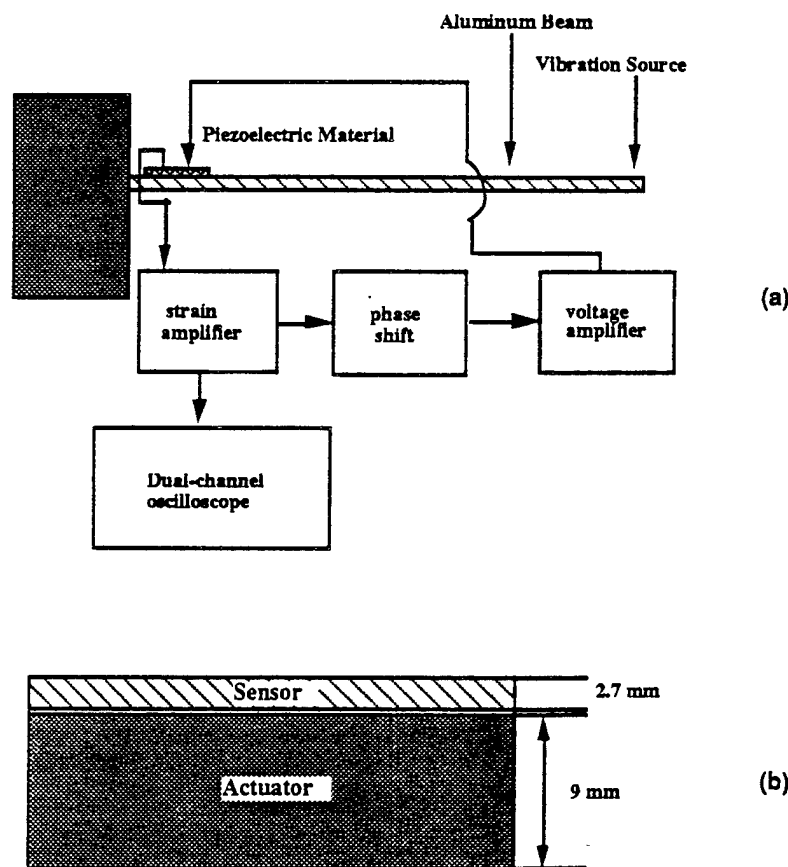 Aluminum Beam
Vibration Source
Piezoelectric Material
strain
amplifier
phase
shift
voltage
amplifier
(a)
Dual-channel
oscilloscope
Sensor
2.7 mm
Actuator
9 mm
(b)